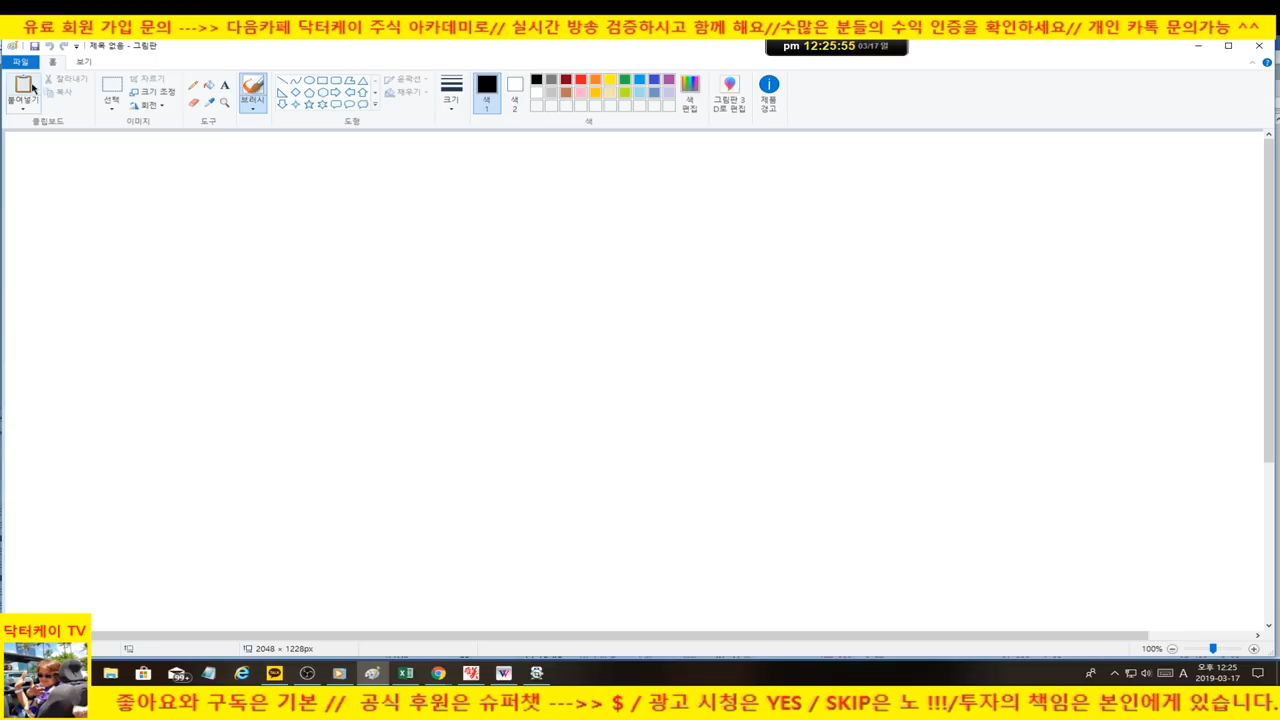 유료 회원 가입 문의 --->> 다음카페 닥터케이 주식 아카데미로// 실시간 방송 검증하시고 함께 해요//수많은 분들의 수익 인증을 확인하세요// 개인 카톡 문의가능 ^^
제목 없음 - 그림판
pm 12:25:55 03/17 일
파일 홈 보기
붙여넣기 잘라내기 복사
선택 자르기 크기 조정 회전
브러시
윤곽선 채우기
크기
색 1
색 2
색 편집
그림판 3D로 편집
제품 경고
클립보드 이미지 도구 도형 색
2048 × 1228px
100%
닥터케이 TV
99+
TALK
A
오후 12:25
2019-03-17
좋아요와 구독은 기본 // 공식 후원은 슈퍼챗 --->> $ / 광고 시청은 YES / SKIP은 노 !!!/투자의 책임은 본인에게 있습니다.